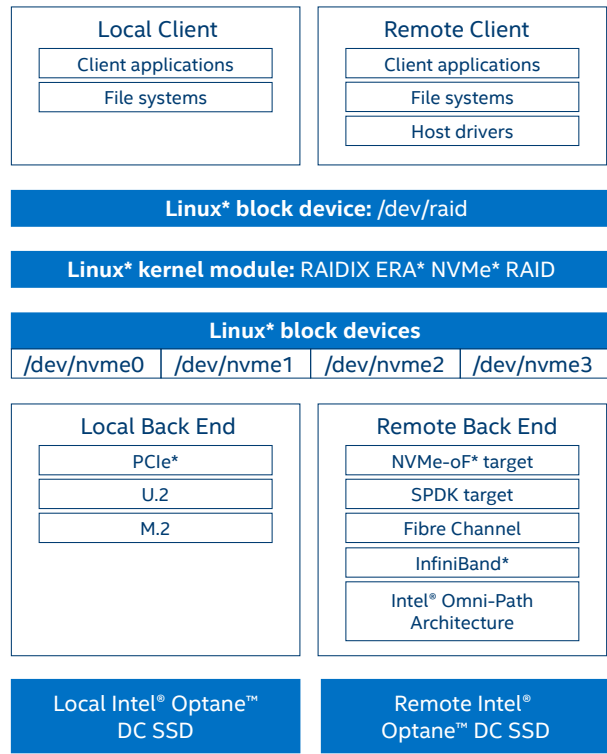 Local Client
Client applications
File systems
Remote Client
Client applications
File systems
Host drivers
Linux* block device: /dev/raid
Linux* kernel module: RAIDIX ERA* NVMe* RAID
Linux* block devices
/dev/nvme0 /dev/nvme1 /dev/nvme2 /dev/nvme3
Local Back End
PCIe*
U.2
M.2
Remote Back End
NVMe-oF* target
SPDK target
Fibre Channel
InfiniBand*
Intel® Omni-Path
Architecture
Local Intel® Optane™
DC SSD
Remote Intel®
Optane™ DC SSD